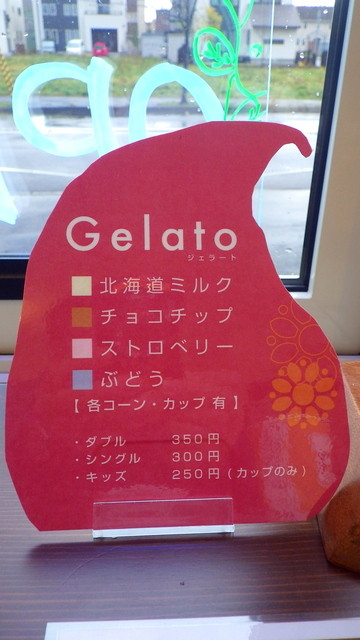 Gelato
ジェラート
北海道ミルク
チョコチップ
ストロベリー
ぶどう
【 各コーン・カップ 有 】
・ダブル 350円
・シングル 300円
・キッズ 250円 ( カップのみ )